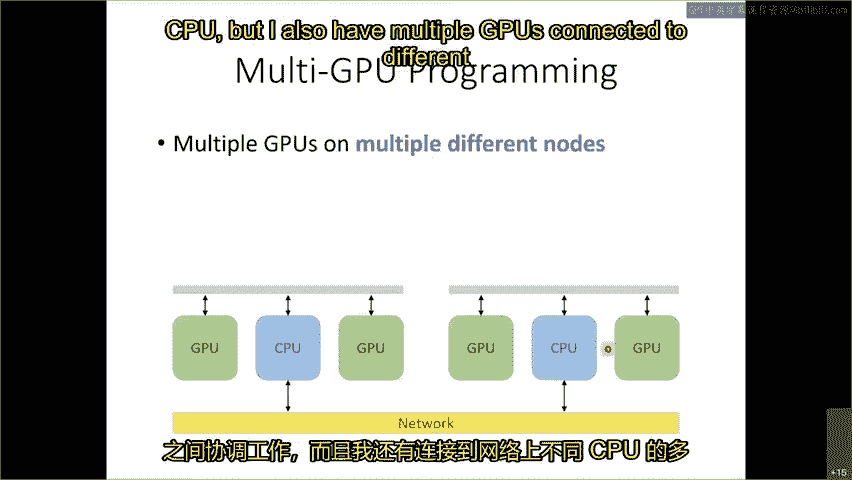 CPU, but I also have multiple GPUs connected to
different
Multi-GPU Programming
• Multiple GPUs on multiple different nodes
GPU
CPU
GPU
GPU
CPU
GPU
Network
之间协调工作，而且我还有连接到网络上不同 CPU 的多
+15